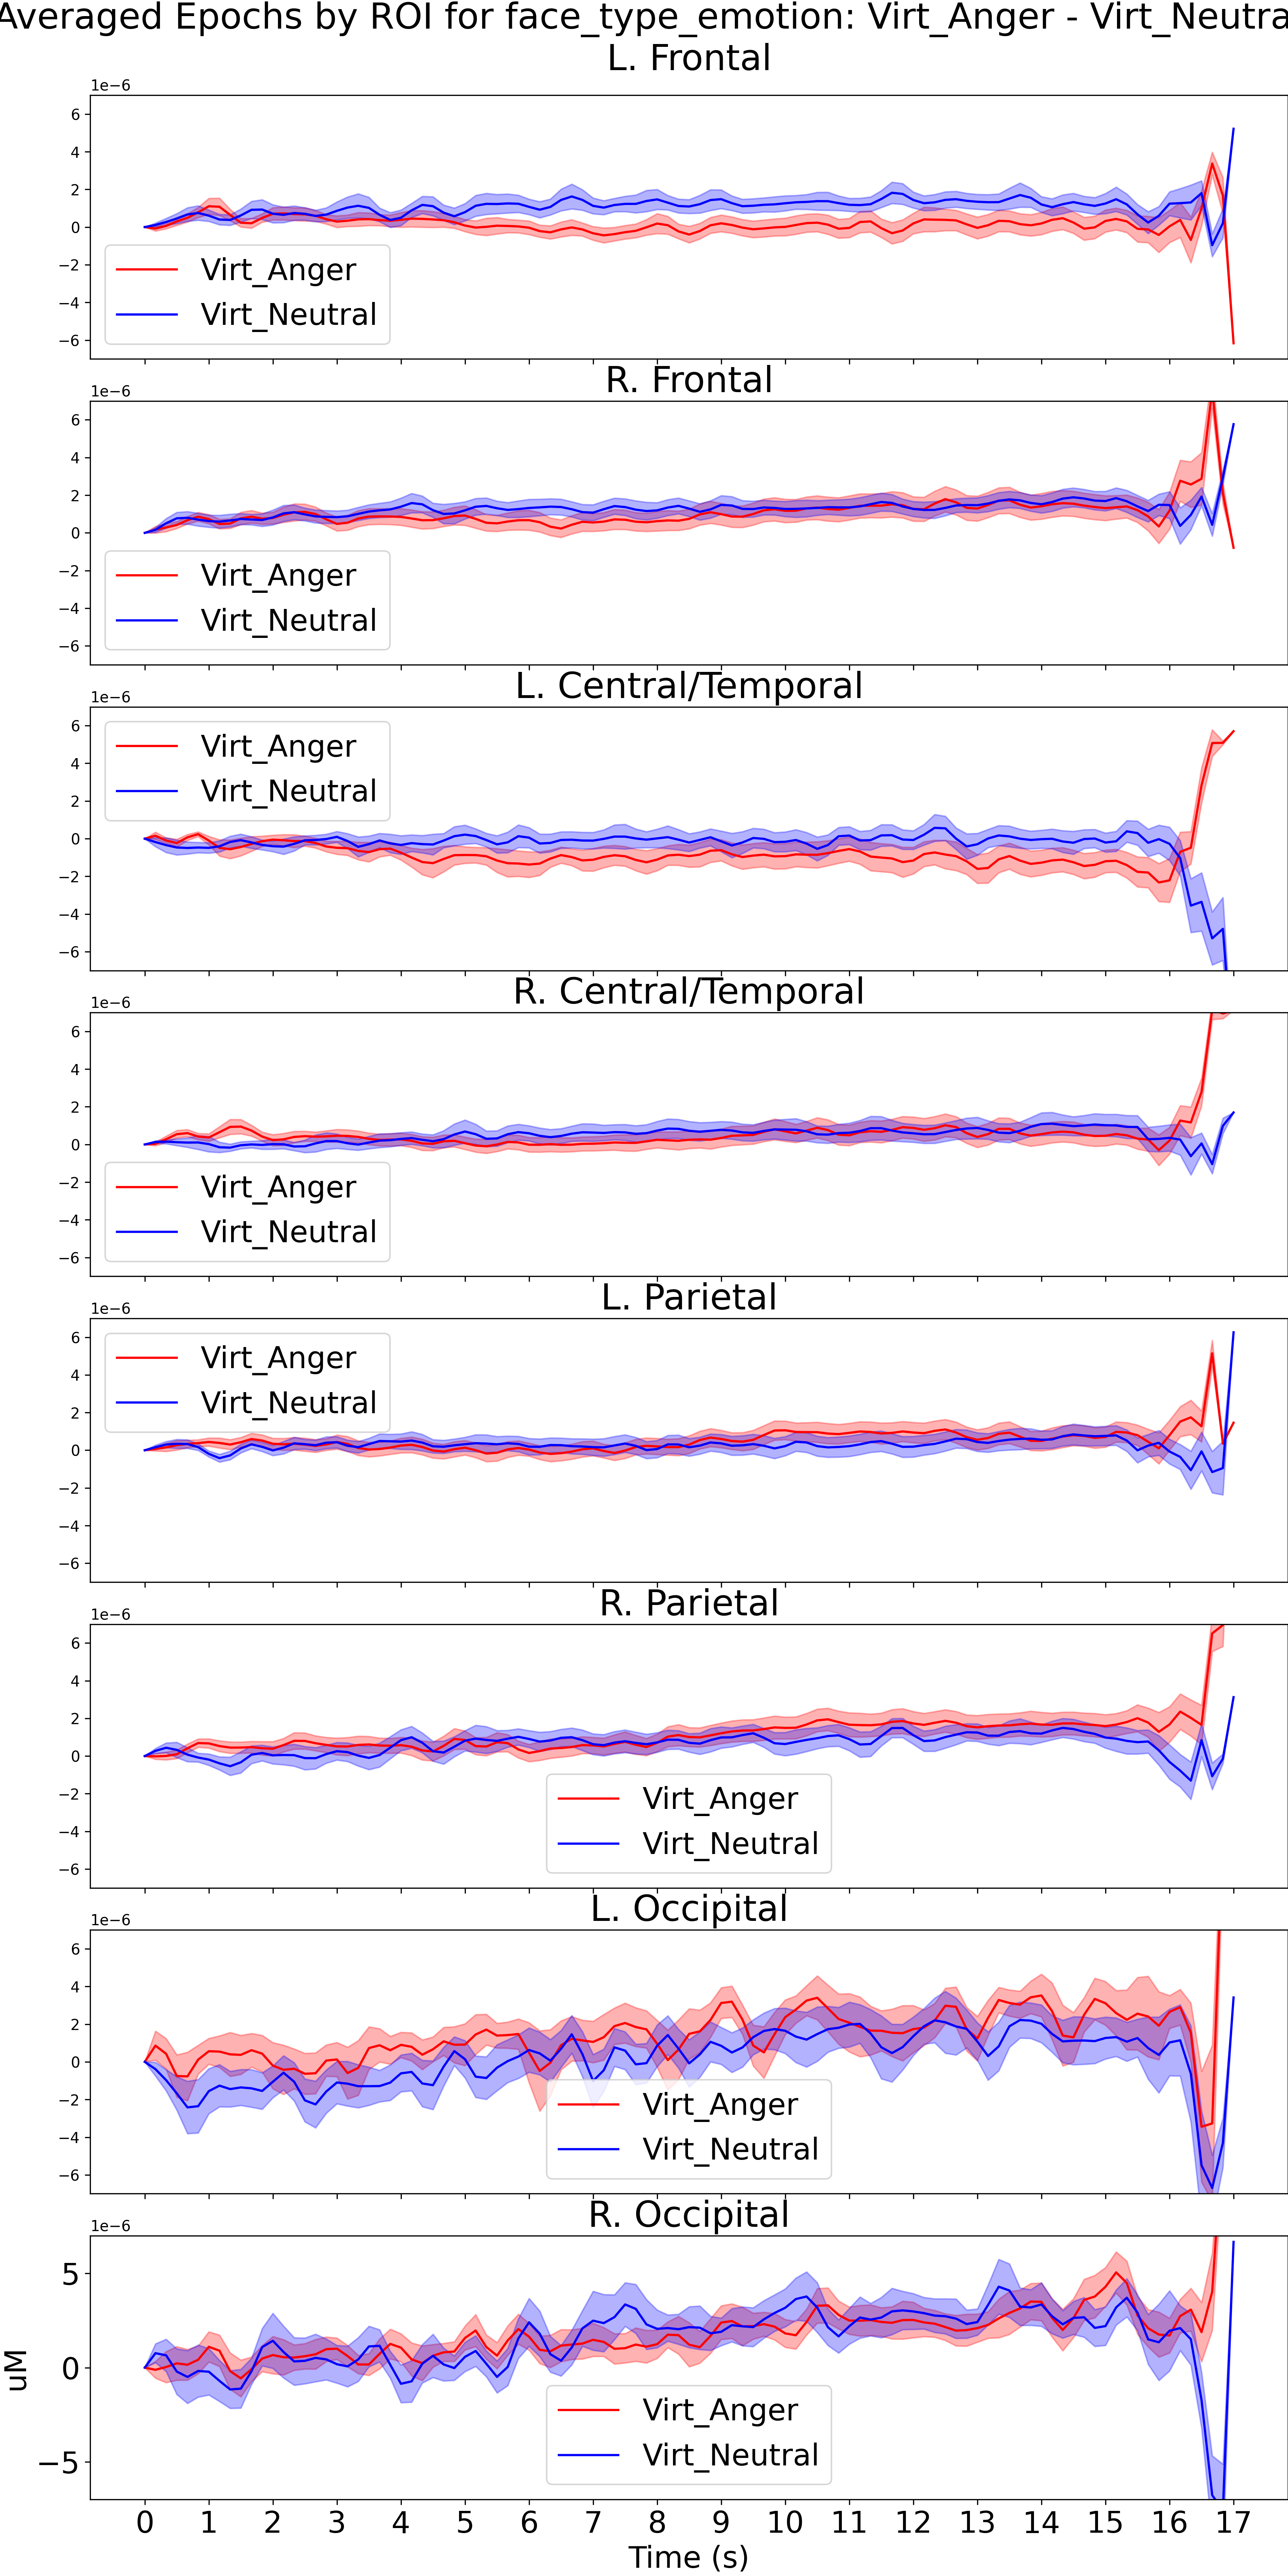 Averaged Epochs by ROI for face_type_emotion: Virt_Anger - Virt_Neutra
L. Frontal
1e−6
6
4
2
0
−2
−4
−6
Virt_Anger
Virt_Neutral
R. Frontal
1e−6
6
4
2
0
−2
−4
−6
Virt_Anger
Virt_Neutral
L. Central/Temporal
1e−6
6
4
2
0
−2
−4
−6
Virt_Anger
Virt_Neutral
R. Central/Temporal
1e−6
6
4
2
0
−2
−4
−6
Virt_Anger
Virt_Neutral
L. Parietal
1e−6
6
4
2
0
−2
−4
−6
Virt_Anger
Virt_Neutral
R. Parietal
1e−6
6
4
2
0
−2
−4
−6
Virt_Anger
Virt_Neutral
L. Occipital
1e−6
6
4
2
0
−2
−4
−6
Virt_Anger
Virt_Neutral
R. Occipital
1e−6
5
0
−5
uM
Virt_Anger
Virt_Neutral
0 1 2 3 4 5 6 7 8 9 10 11 12 13 14 15 16 17
Time (s)